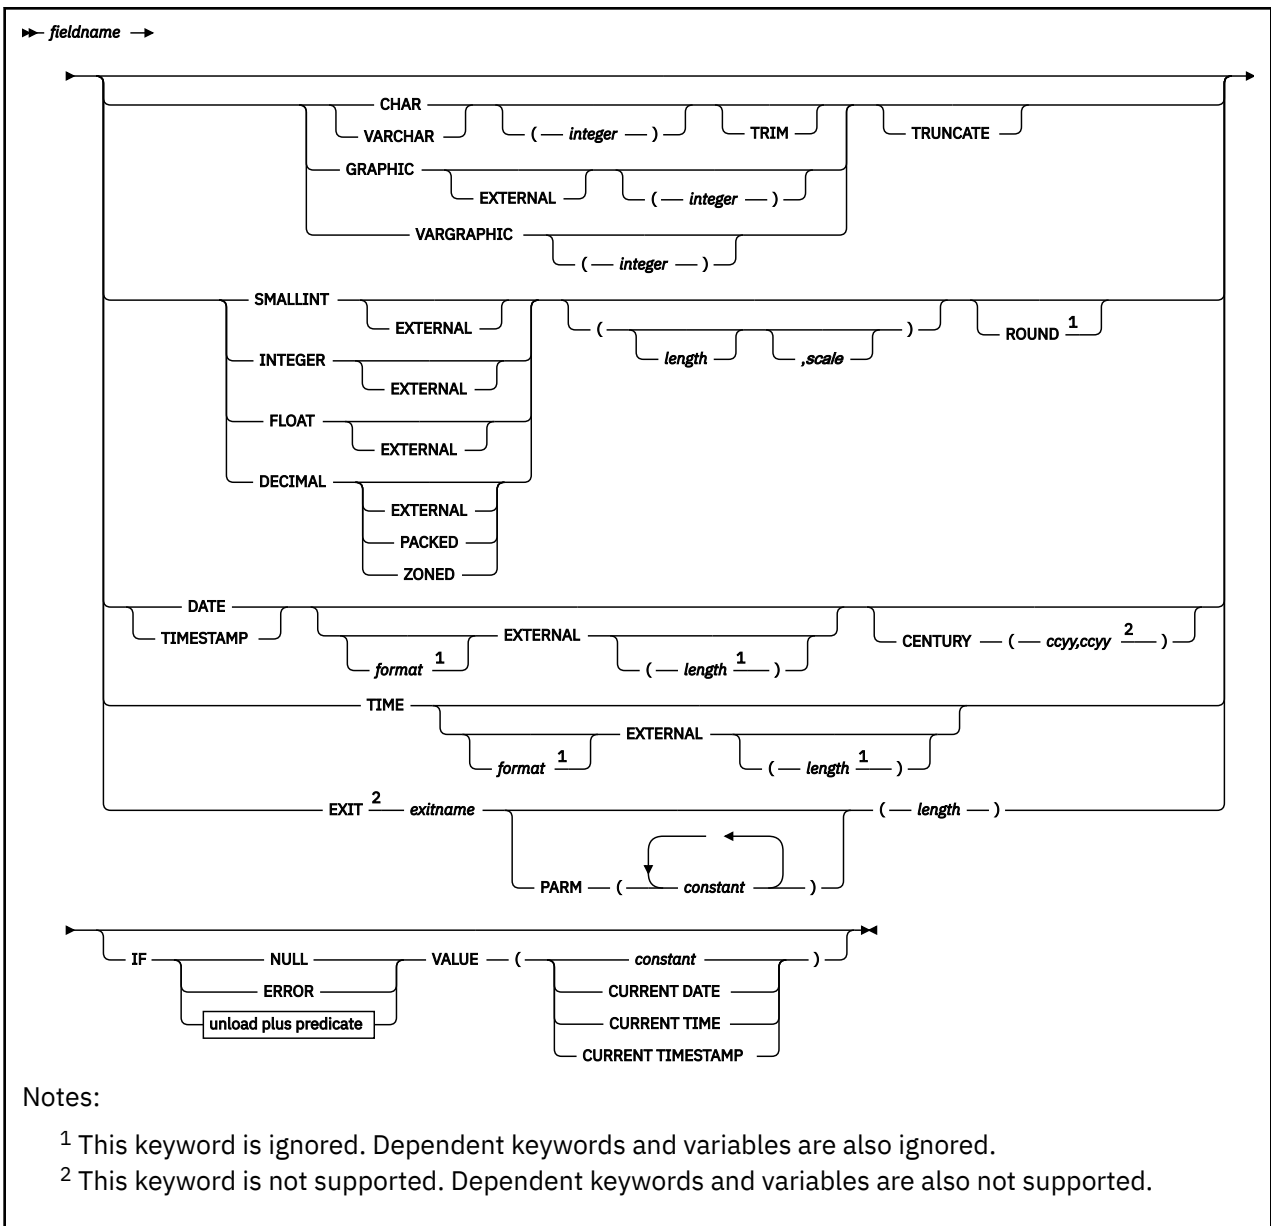 fieldname
CHAR
VARCHAR ( integer ) TRIM TRUNCATE
GRAPHIC
EXTERNAL ( integer )
VARGRAPHIC
( integer )
SMALLINT
EXTERNAL ( length ,scale ) ROUND 1
INTEGER
EXTERNAL
FLOAT
EXTERNAL
DECIMAL
EXTERNAL
PACKED
ZONED
DATE
TIMESTAMP EXTERNAL CENTURY ( ccyy,ccyy 2 )
format 1 ( length 1 )
TIME
EXTERNAL
format 1 ( length 1 )
EXIT 2 exitname ( length )
PARM ( constant )
IF NULL VALUE ( constant )
ERROR CURRENT DATE
unload plus predicate CURRENT TIME
CURRENT TIMESTAMP
Notes:
1 This keyword is ignored. Dependent keywords and variables are also ignored.
2 This keyword is not supported. Dependent keywords and variables are also not supported.